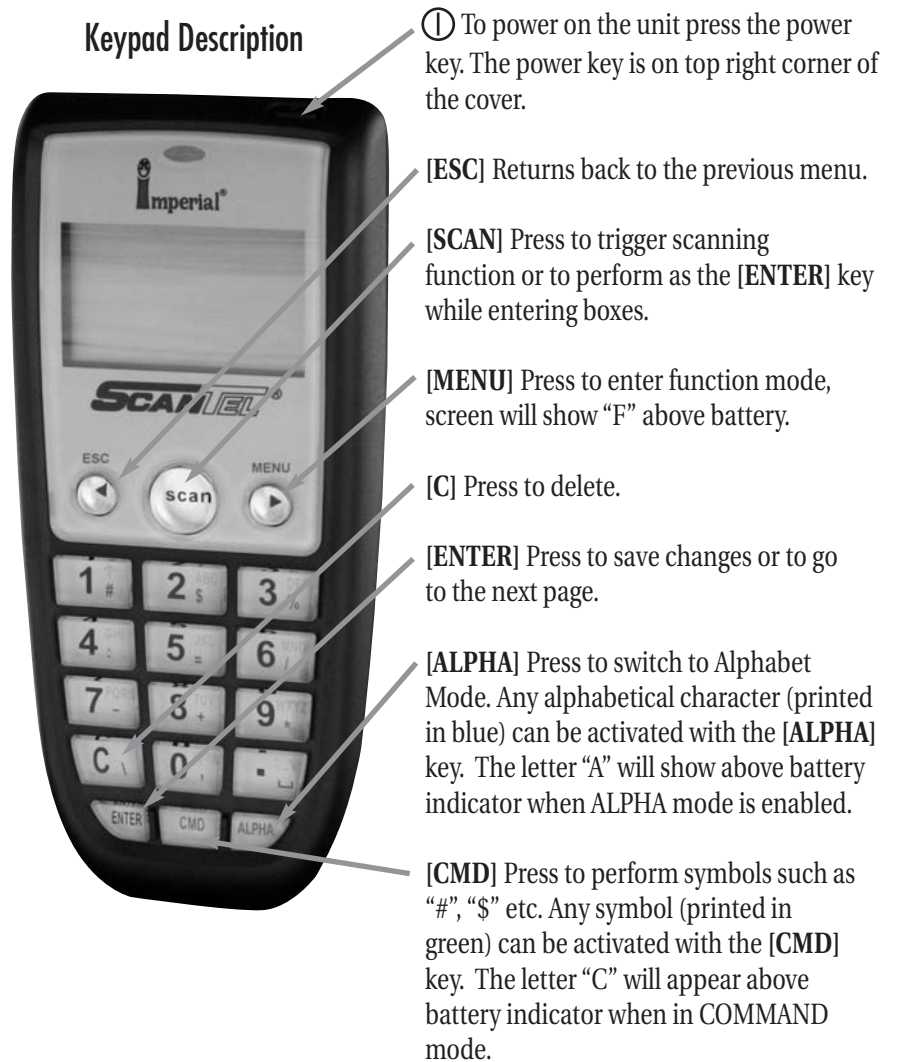 Keypad Description
To power on the unit press the power
key. The power key is on top right corner of
the cover.
[ESC] Returns back to the previous menu.
[SCAN] Press to trigger scanning
function or to perform as the [ENTER] key
while entering boxes.
[MENU] Press to enter function mode,
screen will show “F” above battery.
[C] Press to delete.
[ENTER] Press to save changes or to go
to the next page.
[ALPHA] Press to switch to Alphabet
Mode. Any alphabetical character (printed
in blue) can be activated with the [ALPHA]
key. The letter “A” will show above battery
indicator when ALPHA mode is enabled.
[CMD] Press to perform symbols such as
“#”, “$” etc. Any symbol (printed in
green) can be activated with the [CMD]
key. The letter “C” will appear above
battery indicator when in COMMAND
mode.
Imperial®
SCANTEL®
ESC MENU
scan
1 # 2 ABC $ 3 %
4 GHI : 5 JKL = 6 MNO /
7 PQRS - 8 TUV + 9 WXYZ *
C \ 0 , .
ENTER CMD ALPHA